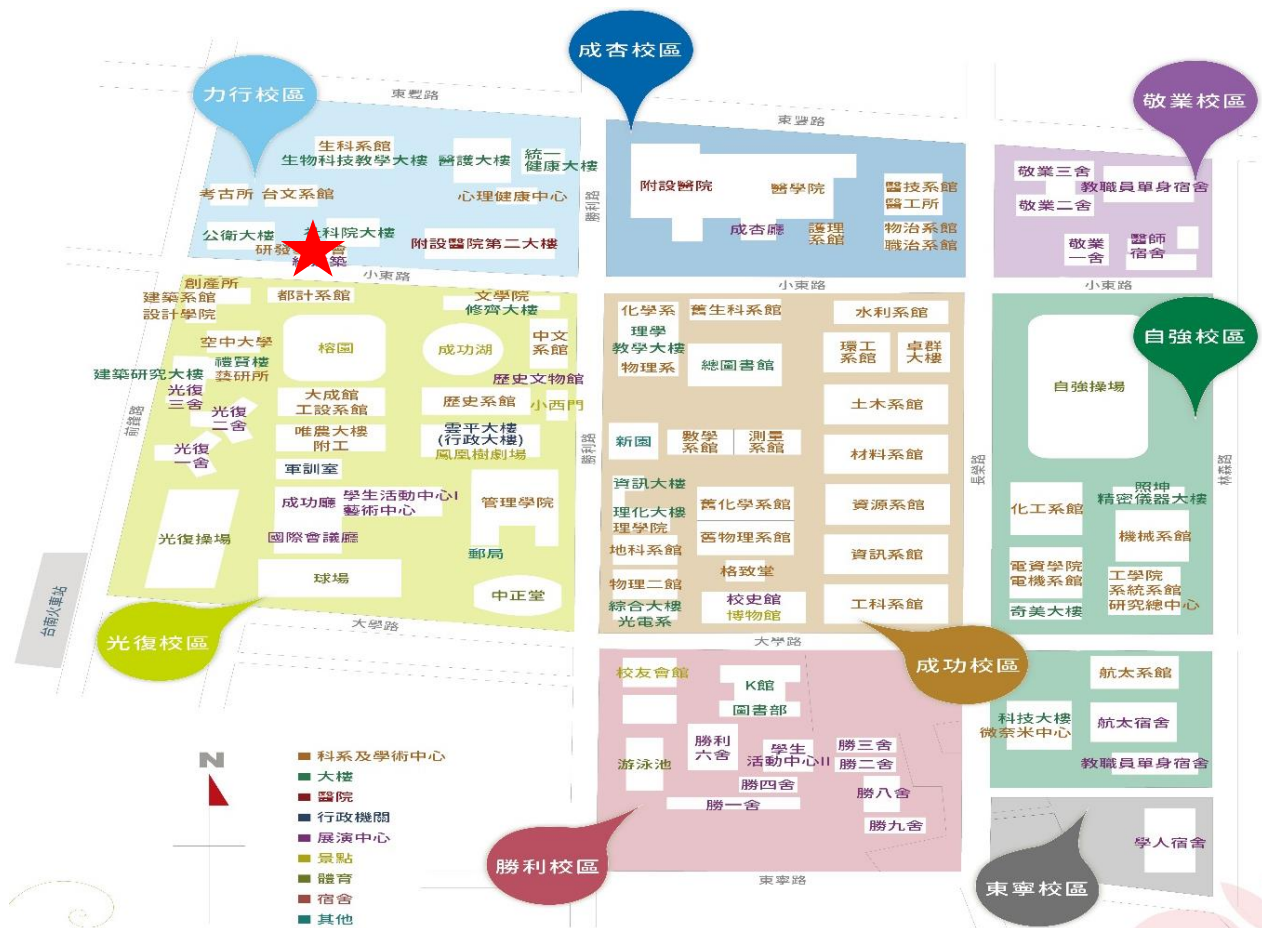 成杏校區
力行校區
敬業校區
東豐路
東豐路
生科系館
生物科技教學大樓
醫護大樓
統一
健康大樓
考古所
台文系館
心理健康中心
公衛大樓
社科院大樓
附設醫院第二大樓
小東路
勝利路
附設醫院
醫學院
醫技系館
醫工所
成杏廳
護理
系館
物治系館
職治系館
小東路
敬業三舍
教職員單身宿舍
敬業二舍
敬業
一舍
醫師
宿舍
小東路
創產所
建築系館
設計學院
都計系館
文學院
修齊大樓
空中大學
榕園
成功湖
中文
系館
禮賢樓
建築研究大樓
藝研所
歷史文物館
光復
三舍
大成館
工設系館
歷史系館
小西門
前鋒路
光復
二舍
唯農大樓
附工
雲平大樓
(行政大樓)
鳳凰樹劇場
勝利路
光復
一舍
軍訓室
成功廳
學生活動中心I
藝術中心
管理學院
光復操場
國際會議廳
郵局
球場
中正堂
台南火車站
光復校區
大學路
化學系
舊生科系館
水利系館
理學
教學大樓
總圖書館
環工
系館
卓群
大樓
物理系
土木系館
新園
數學
系館
測量
系館
材料系館
長榮路
資訊大樓
理化大樓
理學院
舊化學系館
資源系館
地科系館
舊物理系館
資訊系館
物理二館
格致堂
綜合大樓
光電系
校史館
博物館
工科系館
大學路
成功校區
自強校區
自強操場
林森路
照坤
精密儀器大樓
化工系館
機械系館
電資學院
電機系館
工學院
系統系館
研究總中心
奇美大樓
校友會館
K館
圖書部
游泳池
勝利
六舍
學生
活動中心II
勝三舍
勝二舍
勝四舍
勝一舍
勝八舍
勝九舍
勝利校區
東寧路
航太系館
科技大樓
微奈米中心
航太宿舍
教職員單身宿舍
學人宿舍
東寧校區
N
科系及學術中心
大樓
醫院
行政機關
展演中心
景點
體育
宿舍
其他